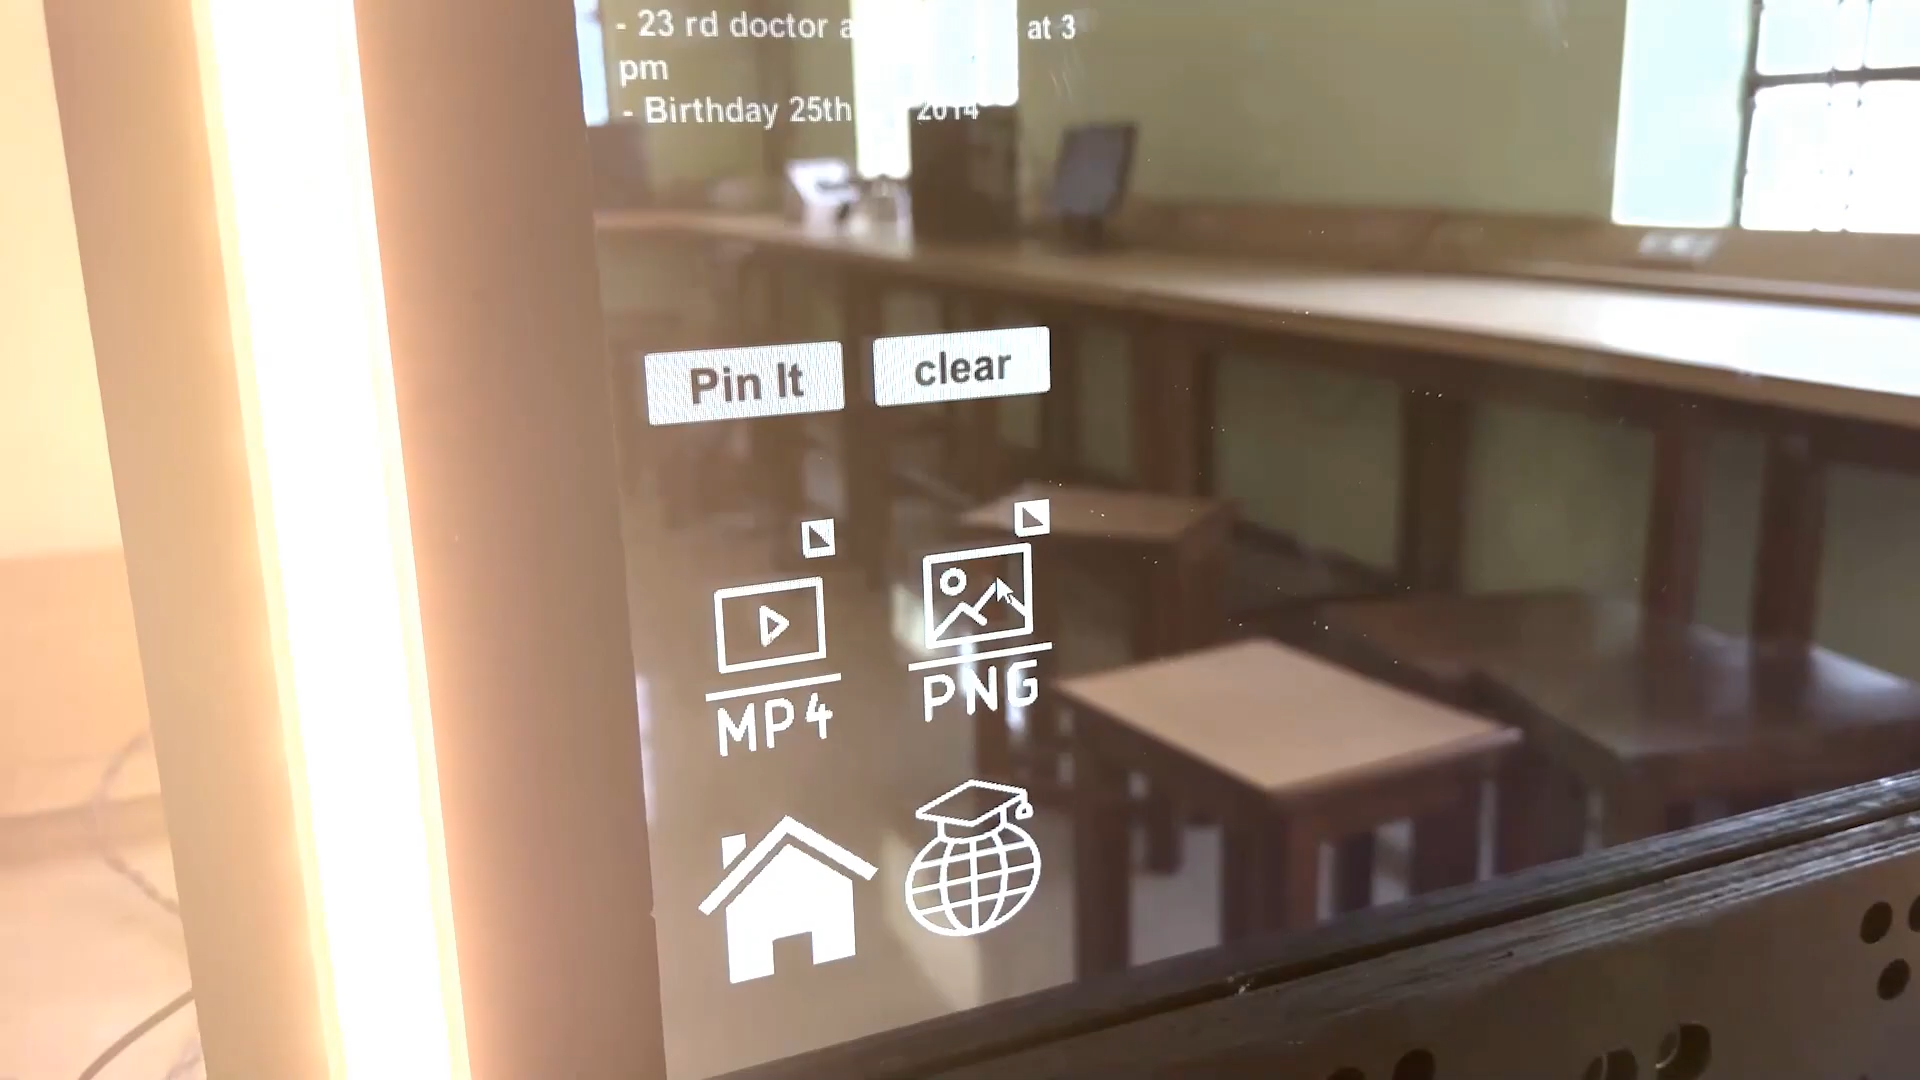 - 23 rd doctor at 3
pm
- Birthday 25th 2014
Pin It clear
MP4 PNG